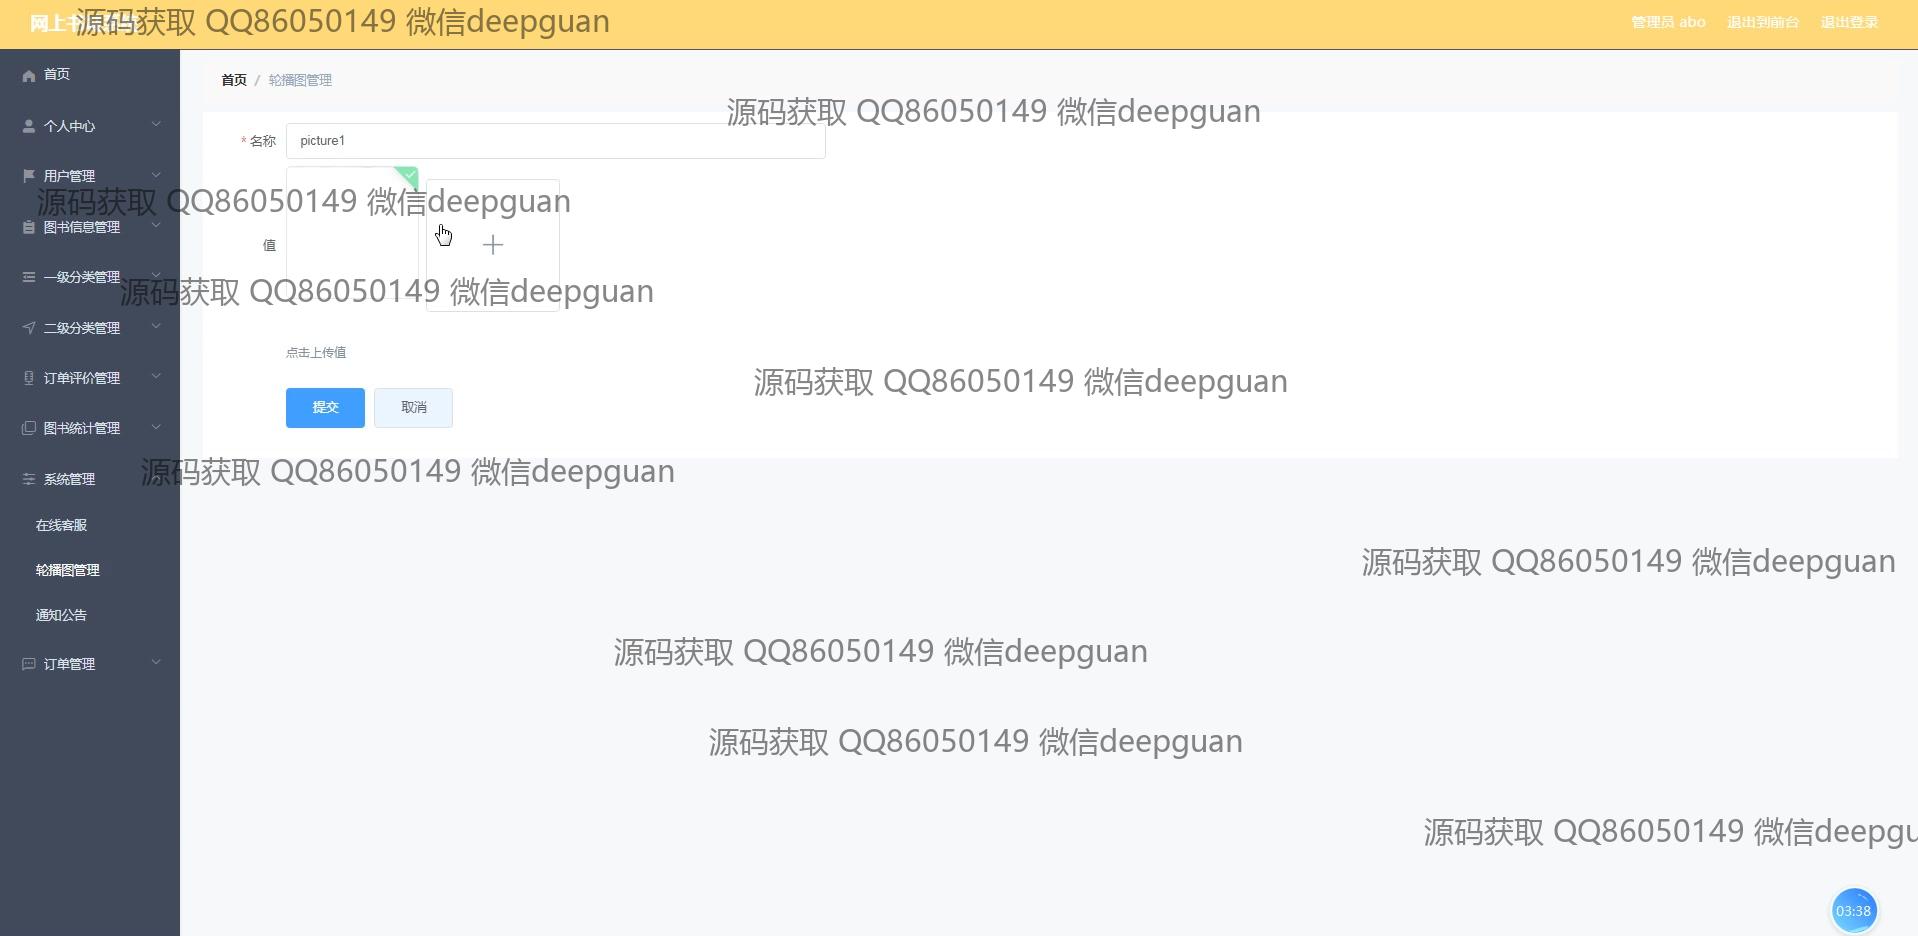 网上书
源码获取 QQ86050149 微信deepguan
管理员 abo
退出到前台
退出登录
首页
个人中心
用户管理
图书信息管理
一级分类管理
二级分类管理
订单评价管理
图书统计管理
系统管理
在线客服
轮播图管理
通知公告
订单管理
首页 / 轮播图管理
源码获取 QQ86050149 微信deepguan
* 名称
picture1
源码获取 QQ86050149 微信deepguan
值
源码获取 QQ86050149 微信deepguan
点击上传值
源码获取 QQ86050149 微信deepguan
提交
取消
源码获取 QQ86050149 微信deepguan
源码获取 QQ86050149 微信deepguan
源码获取 QQ86050149 微信deepguan
源码获取 QQ86050149 微信deepguan
源码获取 QQ86050149 微信deepgu
03:38